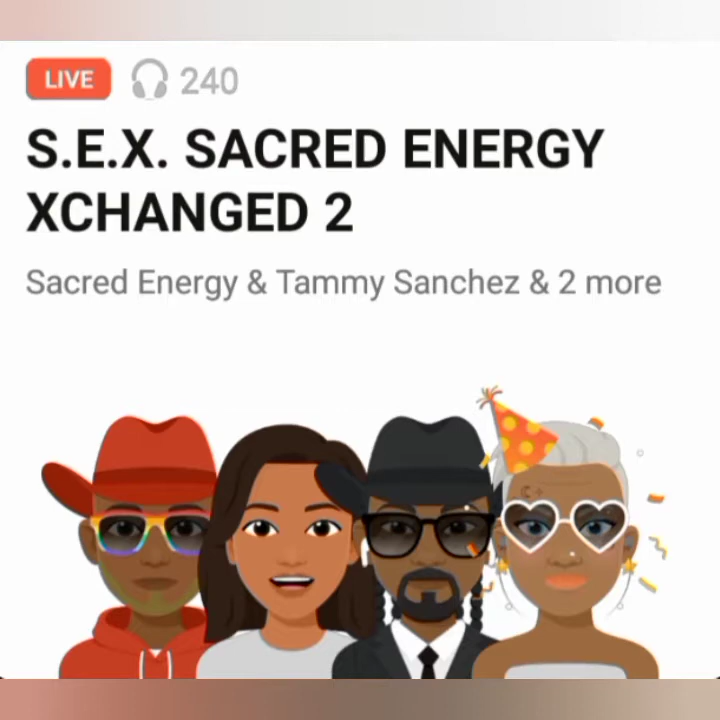 LIVE 240
S.E.X. SACRED ENERGY
XCHANGED 2
Sacred Energy & Tammy Sanchez & 2 more